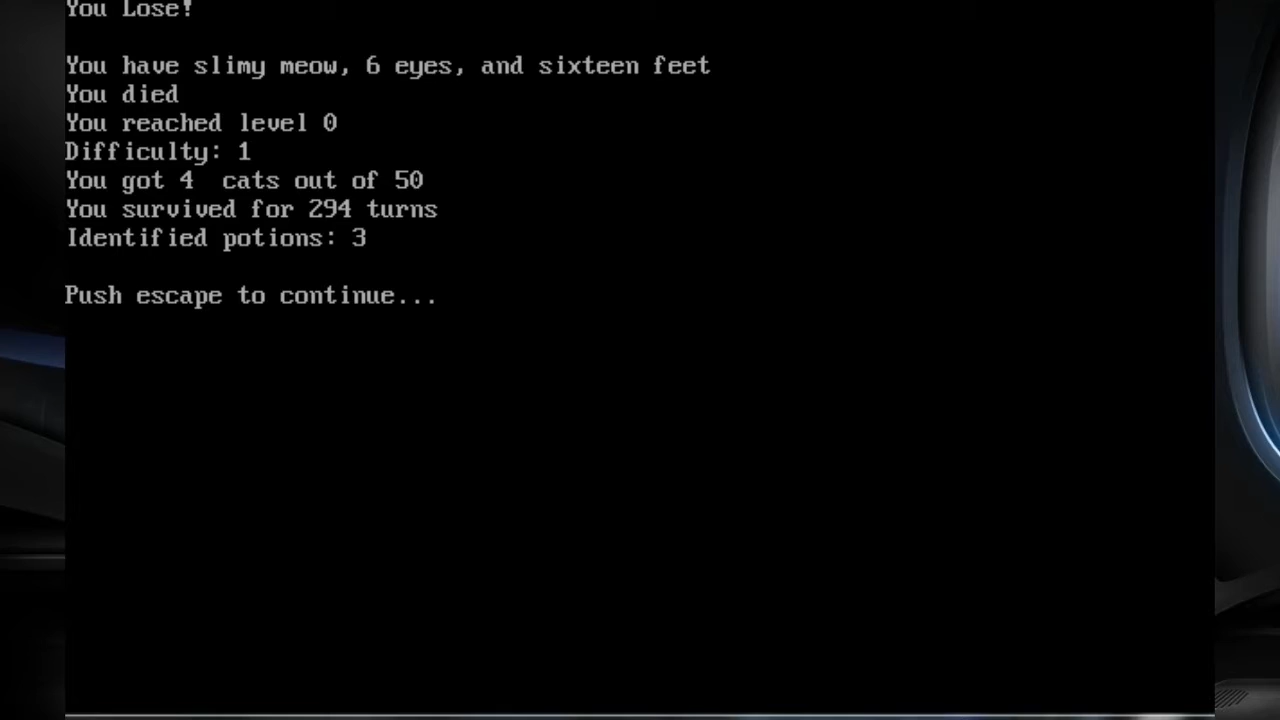 You Lose!
You have slimy meow, 6 eyes, and sixteen feet
You died
You reached level 0
Difficulty: 1
You got 4  cats out of 50
You survived for 294 turns
Identified potions: 3
Push escape to continue...